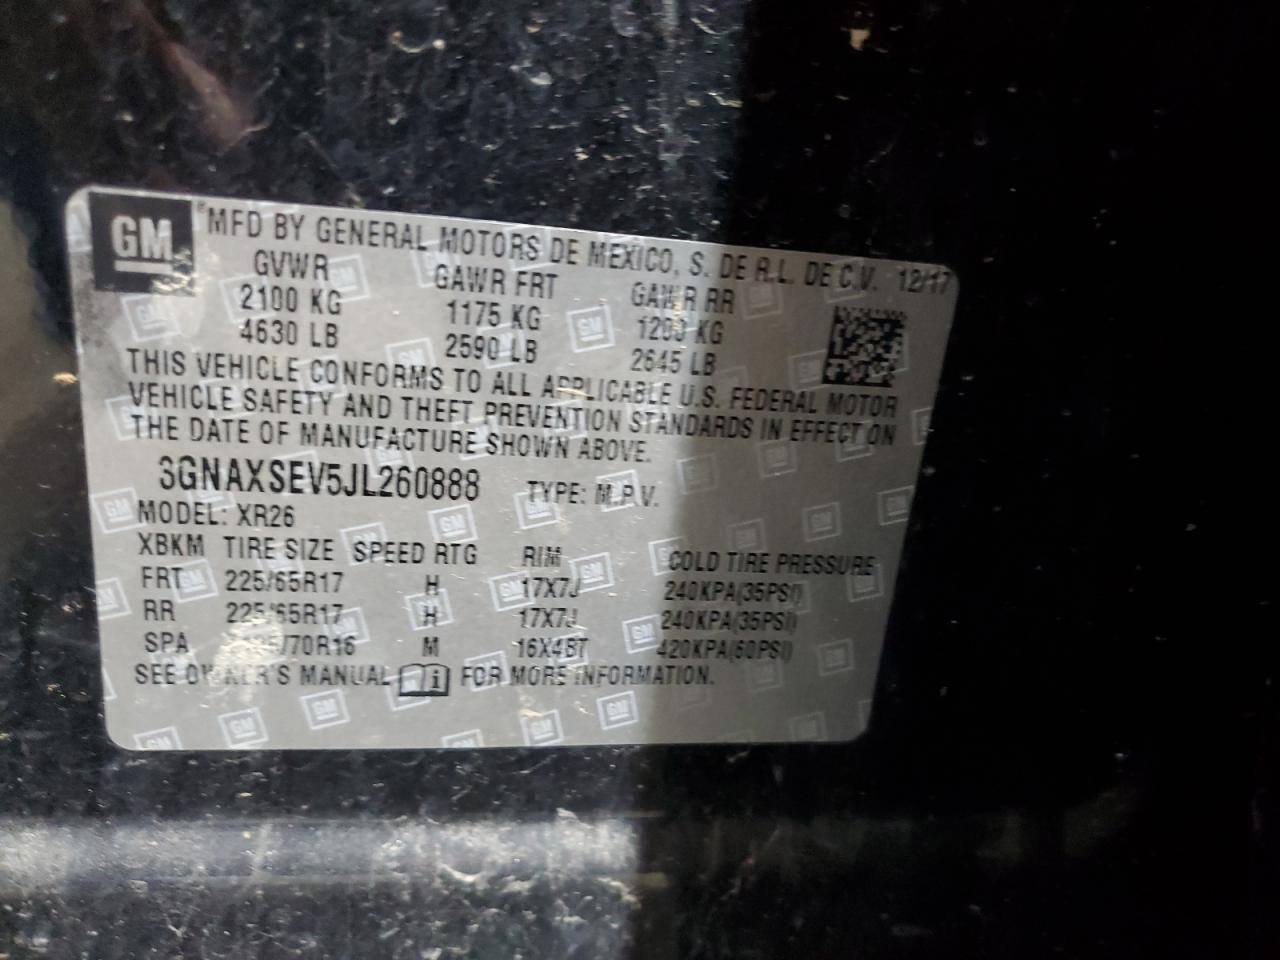 GM
®MFD BY GENERAL MOTORS DE MEXICO, S. DE R.L. DE C.V. 12/17
GVWR GAWR FRT GAWR RR
2100 KG 1175 KG 1200 KG
4630 LB 2590 LB 2645 LB
THIS VEHICLE CONFORMS TO ALL APPLICABLE U.S. FEDERAL MOTOR
VEHICLE SAFETY AND THEFT PREVENTION STANDARDS IN EFFECT ON
THE DATE OF MANUFACTURE SHOWN ABOVE.
3GNAXSEV5JL260888 TYPE: M.P.V.
MODEL: XR26
XBKM TIRE SIZE SPEED RTG RIM COLD TIRE PRESSURE
FRT 225/65R17 H 17X7J 240KPA(35PSI)
RR 225/65R17 H 17X7J 240KPA(35PSI)
SPA M 16X4BT 420KPA(60PSI)
SEE OWNER'S MANUAL FOR MORE INFORMATION.